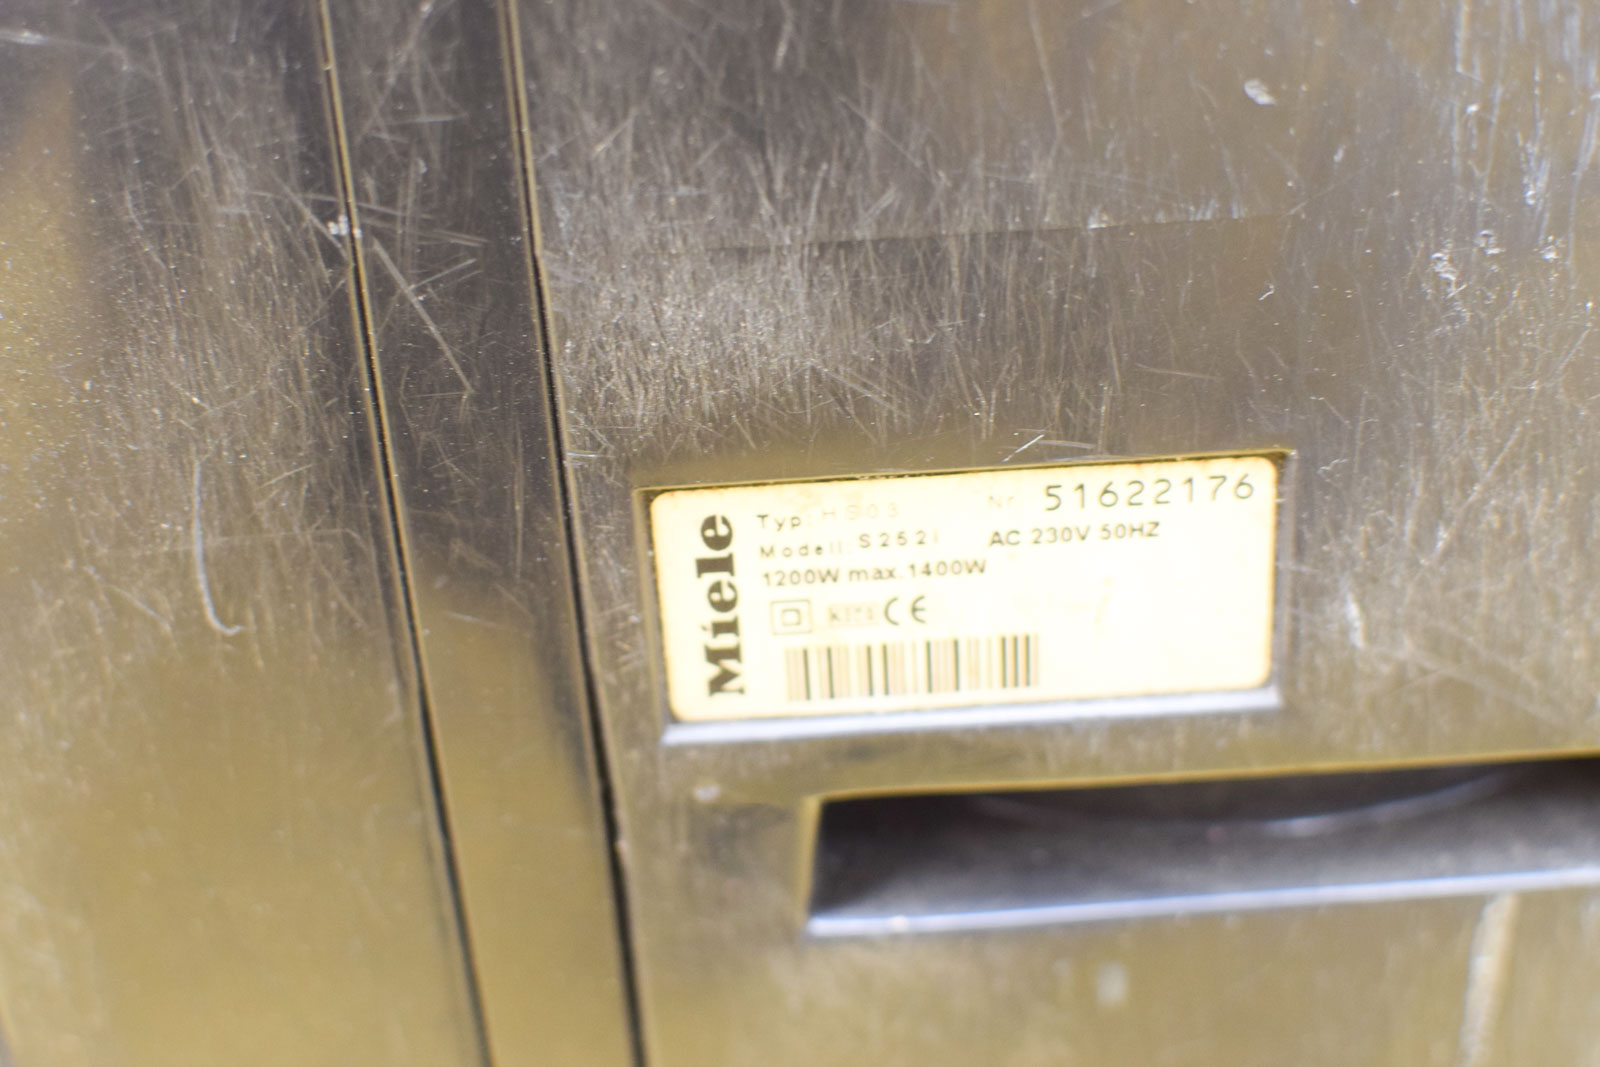 Miele
Typ: HS03 Nr. 51622176
Modell: S252i AC 230V 50HZ
1200W max. 1400W
CE